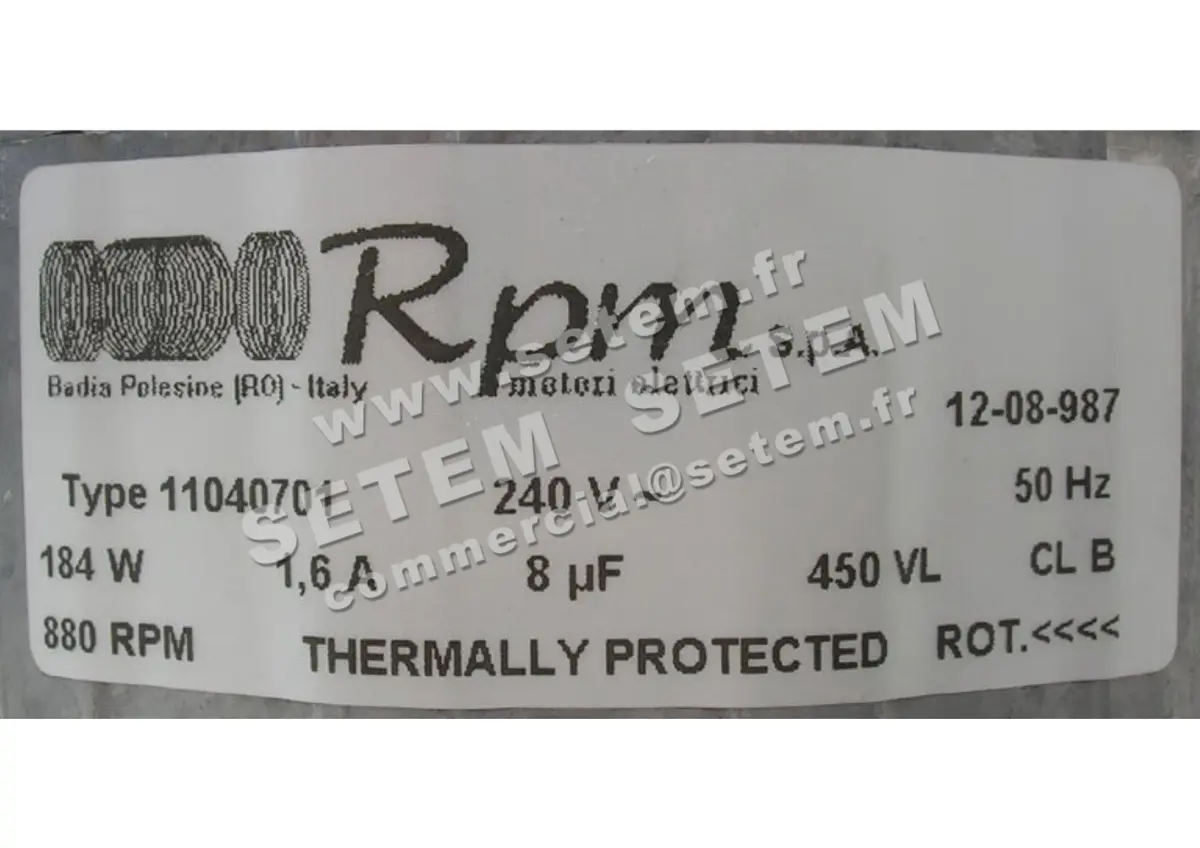 Rpm S.p.A.
Badia Polesine (RO) - Italy motori elettrici
12-08-987
Type 11040701 240 V ~ 50 Hz
184 W 1,6 A 8 µF 450 VL CL B
880 RPM THERMALLY PROTECTED ROT.<<<<
www.setem.fr
SETEM SETEM
commercial@setem.fr